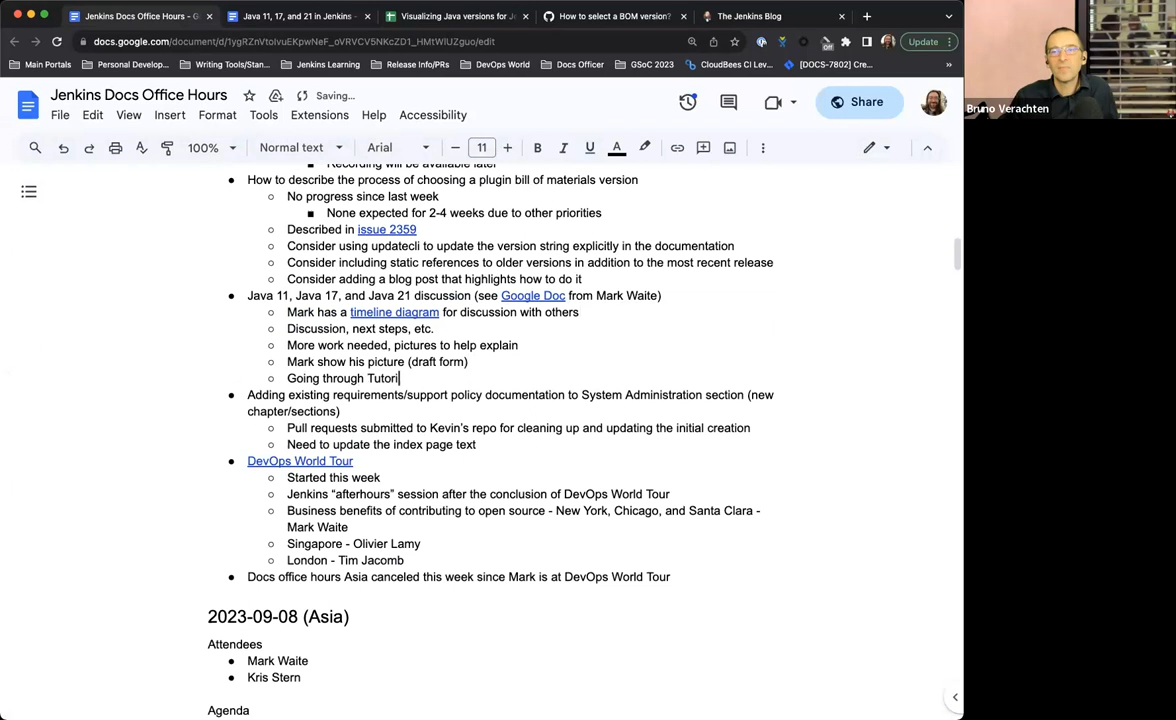 Jenkins Docs Office Hours - G
Java 11, 17, and 21 in Jenkins -
Visualizing Java versions for Je
How to select a BOM version?
The Jenkins Blog
docs.google.com/document/d/1ygRZnVtoIvuEKpwNeF_oVRVCV5NKcZD1_HMtWlUZguo/edit
Off
Update
Main Portals
Personal Develop...
Writing Tools/Stan...
Jenkins Learning
Release Info/PRs
DevOps World
Docs Officer
GSoC 2023
CloudBees CI Lev...
[DOCS-7802] Cre...
Jenkins Docs Office Hours
Saving...
File Edit View Insert Format Tools Extensions Help Accessibility
Share
100% Normal text Arial 11
Recording will be available later
How to describe the process of choosing a plugin bill of materials version
No progress since last week
None expected for 2-4 weeks due to other priorities
Described in issue 2359
Consider using updatecli to update the version string explicitly in the documentation
Consider including static references to older versions in addition to the most recent release
Consider adding a blog post that highlights how to do it
Java 11, Java 17, and Java 21 discussion (see Google Doc from Mark Waite)
Mark has a timeline diagram for discussion with others
Discussion, next steps, etc.
More work needed, pictures to help explain
Mark show his picture (draft form)
Going through Tutori
Adding existing requirements/support policy documentation to System Administration section (new
chapter/sections)
Pull requests submitted to Kevin's repo for cleaning up and updating the initial creation
Need to update the index page text
DevOps World Tour
Started this week
Jenkins “afterhours” session after the conclusion of DevOps World Tour
Business benefits of contributing to open source - New York, Chicago, and Santa Clara -
Mark Waite
Singapore - Olivier Lamy
London - Tim Jacomb
Docs office hours Asia canceled this week since Mark is at DevOps World Tour
2023-09-08 (Asia)
Attendees
Mark Waite
Kris Stern
Agenda
Bruno Verachten